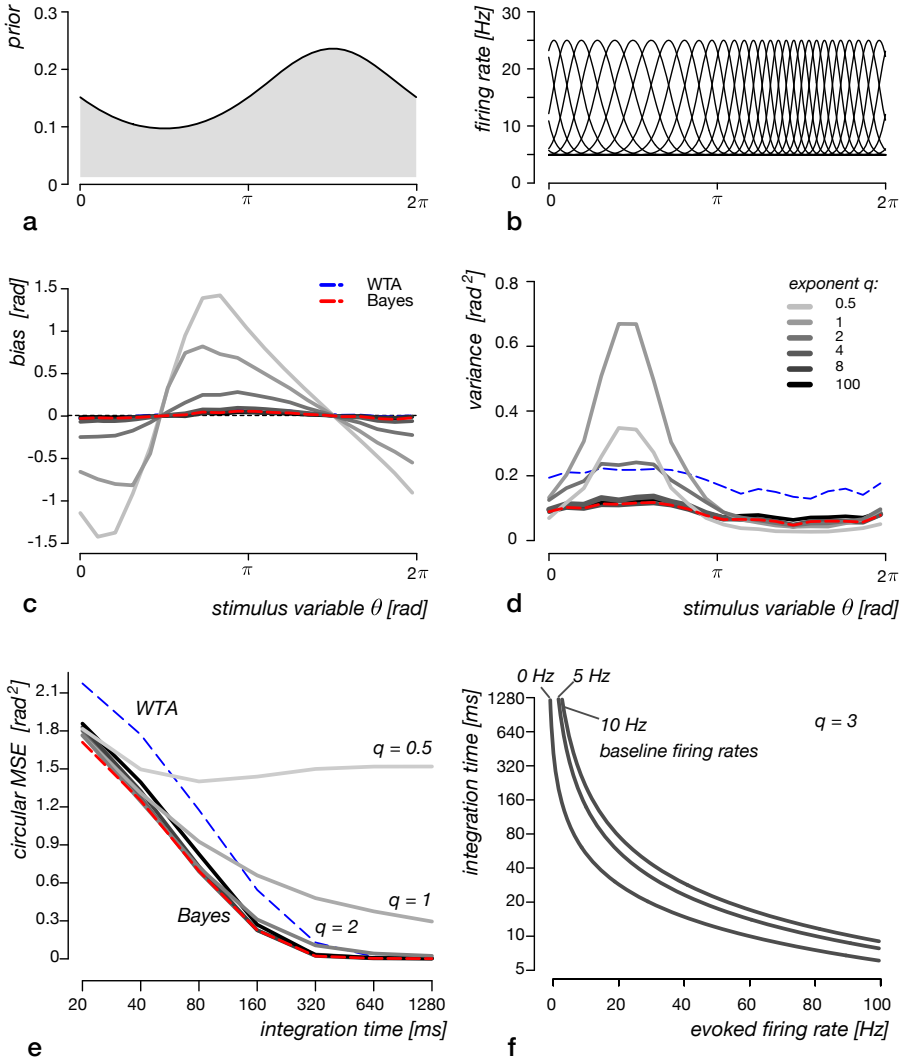 prior
0.3
0.2
0.1
0
0
π
2π
a
firing rate [Hz]
30
20
10
0
0
π
2π
b
bias [rad]
1.5
1
0.5
0
-0.5
-1
-1.5
WTA
Bayes
0
π
2π
c
stimulus variable θ [rad]
variance [rad²]
0.8
0.6
0.4
0.2
0
exponent q:
0.5
1
2
4
8
100
0
π
2π
d
stimulus variable θ [rad]
circular MSE [rad²]
2.1
1.8
1.5
1.2
0.9
0.6
0.3
0
WTA
q = 0.5
q = 1
q = 2
Bayes
20
40
80
160
320
640
1280
e
integration time [ms]
integration time [ms]
1280
640
320
160
80
40
20
10
5
0 Hz
5 Hz
10 Hz
baseline firing rates
q = 3
0
20
40
60
80
100
f
evoked firing rate [Hz]